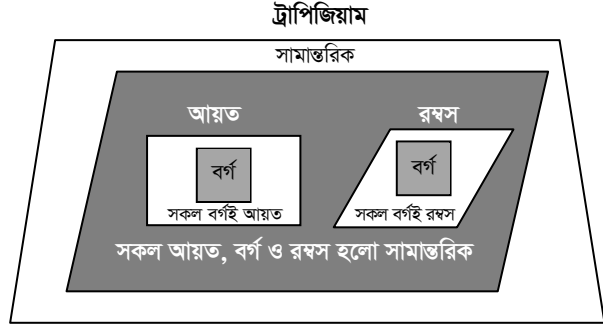 ট্রাপিজিয়াম
সামান্তরিক
আয়ত
রম্বস
বর্গ
বর্গ
সকল বর্গই আয়ত
সকল বর্গই রম্বস
সকল আয়ত, বর্গ ও রম্বস হলো সামান্তরিক